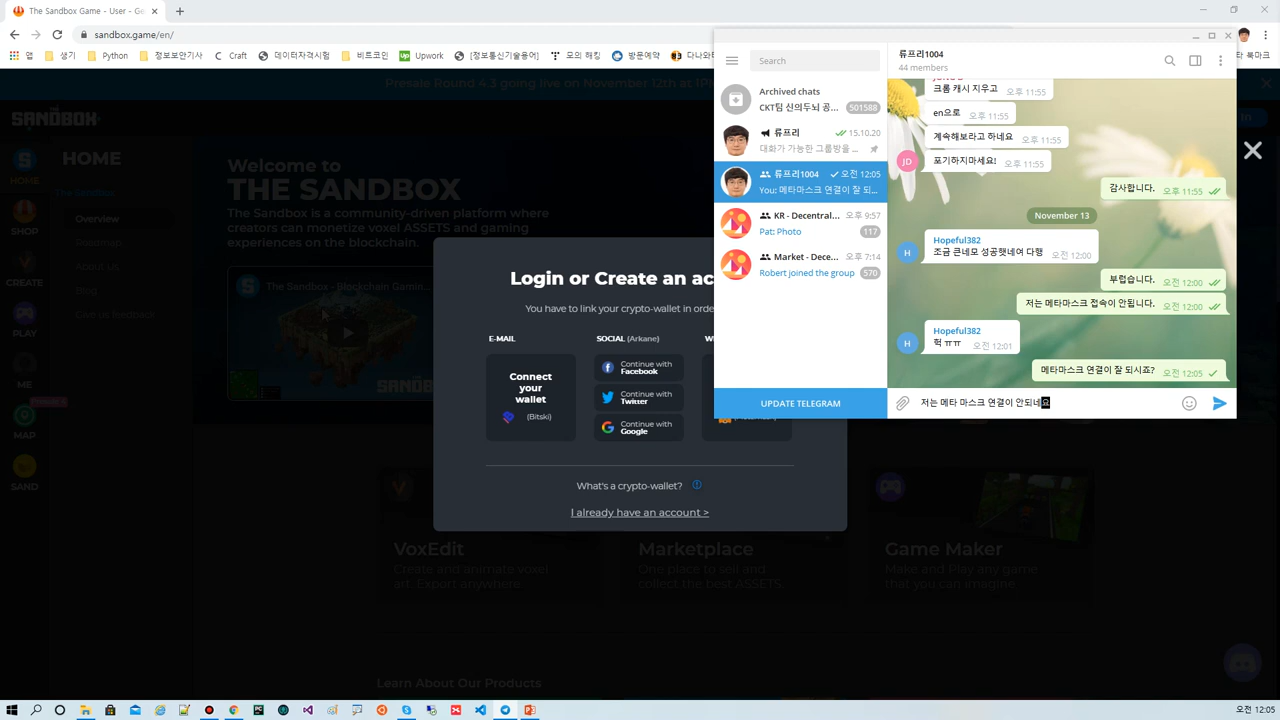 The Sandbox Game - User - Ge
sandbox.game/en/
앱
생기
Python
정보보안기사
Craft
데이터자격시험
비트코인
Upwork
(정보통신기술용역
모의 해킹
방문예약
다나와
타 북마크
Presale Round 4.3 going live on November 12th at 1PM
SANDBOX
HOME
SHOP
CREATE
PLAY
ME
MAP
SAND
HOME
The Sandbox
Overview
Roadmap
About Us
Blog
Give us feedback
Welcome to
THE SANDBOX
The Sandbox is a community-driven platform where
creators can monetize voxel ASSETS and gaming
experiences on the blockchain.
The Sandbox - Blockchain Gamin
Login or Create an ac
You have to link your crypto-wallet in orde
E-MAIL
SOCIAL (Arkane)
Connect
your
wallet
(Bitski)
Continue with
Facebook
Continue with
Twitter
Continue with
Google
What's a crypto-wallet?
I already have an account >
VoxEdit
Create and animate voxel
art. Export anywhere.
Marketplace
One place to sell and
collect the best ASSETS.
Game Maker
Make and Play any game
that you can imagine.
Learn About Our Products
Search
Archived chats
CKT팀 신의두뇌 공...
501588
류프리
15.10.20
대화가 가능한 그룹방을 ...
류프리1004
오전 12:05
You: 메타마스크 연결이 잘 되...
KR - Decentral...
오후 9:57
Pat: Photo
117
Market - Dece...
오후 7:14
Robert joined the group
570
UPDATE TELEGRAM
류프리1004
44 members
크롬 캐시 지우고
오후 11:55
en으로
오후 11:55
계속해보라고 하네요
오후 11:55
JD
포기하지마세요!
오후 11:55
감사합니다.
오후 11:55
November 13
Hopeful382
H
조금 큰네모 성공했네여 다행
오전 12:00
부럽습니다.
오전 12:00
저는 메타마스크 접속이 안됩니다.
오전 12:00
Hopeful382
H
헉 ㅠㅠ
오전 12:01
메타마스크 연결이 잘 되시죠?
오전 12:05
저는 메타 마스크 연결이 안되네요
오전 12:05